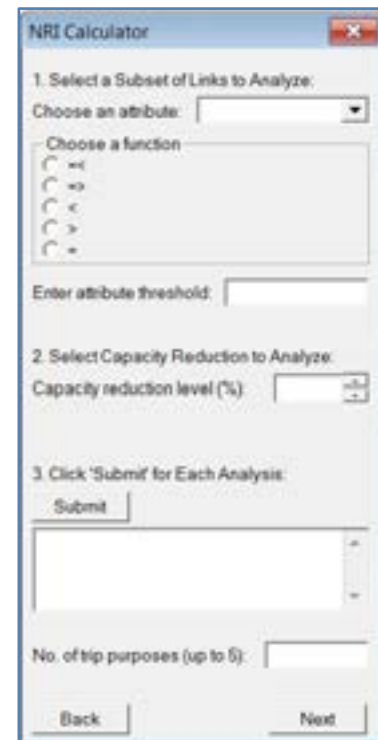 NRI Calculator
1. Select a Subset of Links to Analyze:
Choose an attribute:
Choose a function
=<
=>
<
>
=
Enter attribute threshold:
2. Select Capacity Reduction to Analyze:
Capacity reduction level (%):
3. Click 'Submit' for Each Analysis:
Submit
No. of trip purposes (up to 5):
Back Next